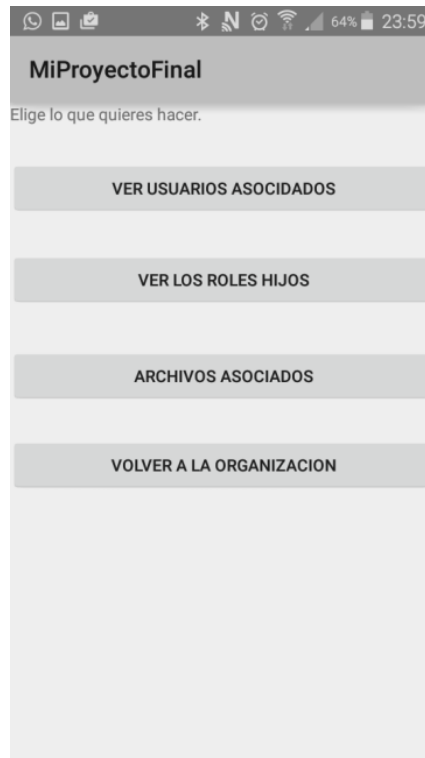 64% 23:59
MiProyectoFinal
Elige lo que quieres hacer.
VER USUARIOS ASOCIDADOS
VER LOS ROLES HIJOS
ARCHIVOS ASOCIADOS
VOLVER A LA ORGANIZACION